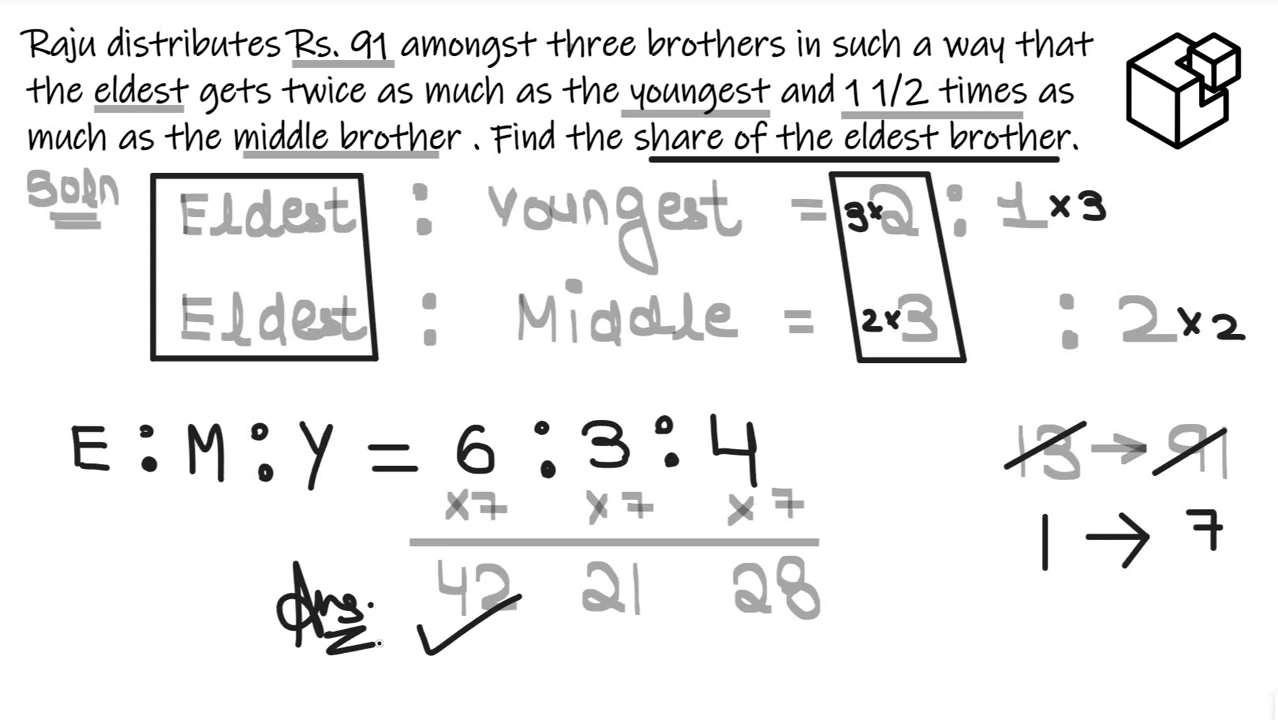 Raju distributes Rs. 91 amongst three brothers in such a way that
the eldest gets twice as much as the youngest and 1 1/2 times as
much as the middle brother . Find the share of the eldest brother.
Soln Eldest : Youngest = 3×2 : 1×3
Eldest : Middle = 2×3 : 2×2
E : M : Y = 6 : 3 : 4
×7 ×7 ×7
42 21 28
Ans.
13 → 91
1 → 7